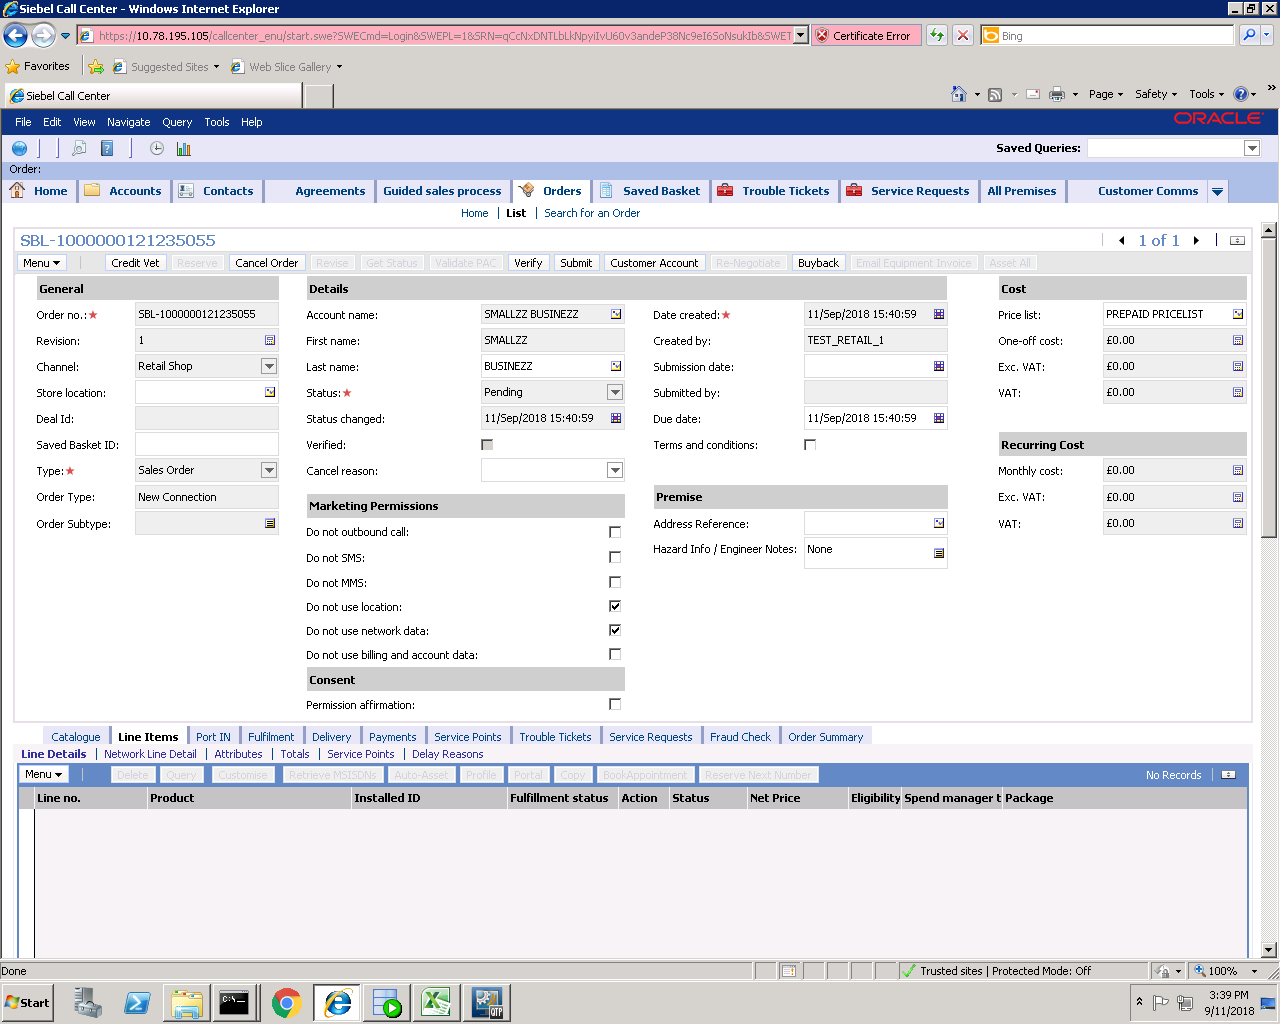 Siebel Call Center - Windows Internet Explorer
https://10.78.195.105/callcenter_enu/start.swe?SWECmd=Login&SWEPL=1&SRN= Certificate Error Bing
Favorites Suggested Sites Web Slice Gallery
Siebel Call Center Page Safety Tools
File Edit View Navigate Query Tools Help ORACLE
Saved Queries:
Order:
Home Accounts Contacts Agreements Guided sales process Orders Saved Basket Trouble Tickets Service Requests All Premises Customer Comms
Home List Search for an Order
SBL-1000000121235055 1 of 1
Menu Credit Vet Reserve Cancel Order Revise Get Status Validate PAC Verify Submit Customer Account Re-Negotiate Buyback Email Equipment Invoice Asset All
General Details Cost
Order no.: SBL-1000000121235055 Account name: SMALLZZ BUSINEZZ Date created: 11/Sep/2018 15:40:59 Price list: PREPAID PRICELIST
Revision: 1 First name: SMALLZZ Created by: TEST_RETAIL_1 One-off cost: £0.00
Channel: Retail Shop Last name: BUSINEZZ Submission date: Exc. VAT: £0.00
Store location: Status: Pending Submitted by: VAT: £0.00
Deal Id: Status changed: 11/Sep/2018 15:40:59 Due date: 11/Sep/2018 15:40:59
Saved Basket ID: Verified: Terms and conditions: Recurring Cost
Type: Sales Order Cancel reason: Monthly cost: £0.00
Order Type: New Connection Marketing Permissions Premise Exc. VAT: £0.00
Order Subtype: Do not outbound call: Address Reference: VAT: £0.00
Do not SMS: Hazard Info / Engineer Notes: None
Do not MMS:
Do not use location:
Do not use network data:
Do not use billing and account data:
Consent
Permission affirmation:
Catalogue Line Items Port IN Fulfilment Delivery Payments Service Points Trouble Tickets Service Requests Fraud Check Order Summary
Line Details Network Line Detail Attributes Totals Service Points Delay Reasons
Menu Delete Query Customise Retrieve MSISDNs Auto-Asset Profile Portal Copy BookAppointment Reserve Next Number No Records
Line no. Product Installed ID Fulfillment status Action Status Net Price Eligibility Spend manager t Package
Done Trusted sites | Protected Mode: Off 100%
Start C:\ QTP 3:39 PM
9/11/2018